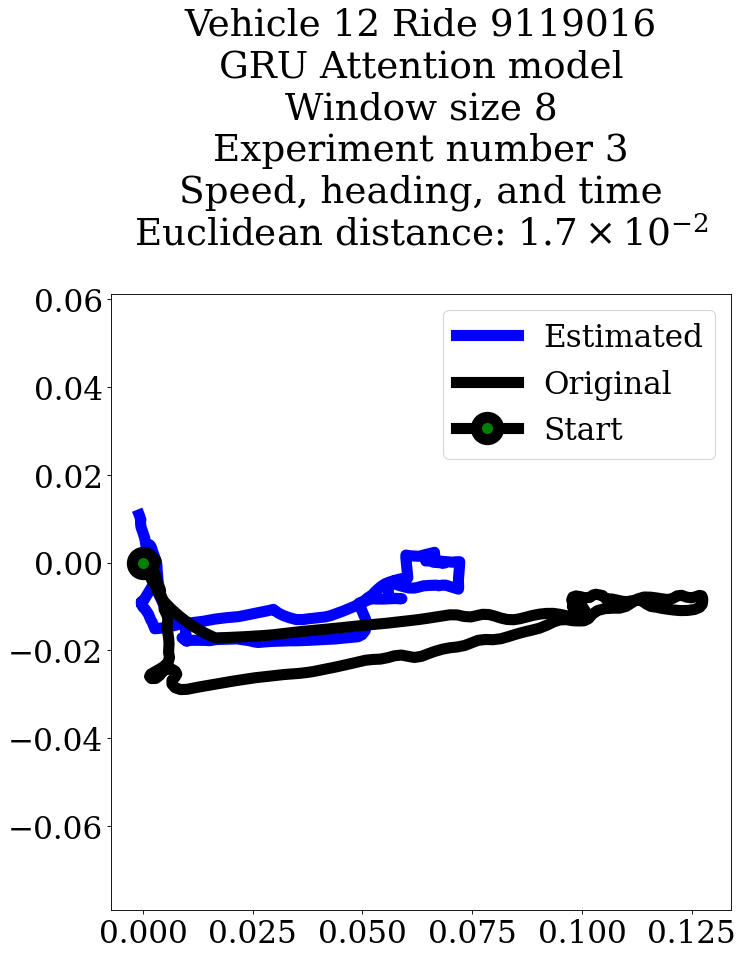 Vehicle 12 Ride 9119016
GRU Attention model
Window size 8
Experiment number 3
Speed, heading, and time
Euclidean distance: 1.7 × 10⁻²
0.06
0.04
0.02
0.00
−0.02
−0.04
−0.06
Estimated
Original
Start
0.000 0.025 0.050 0.075 0.100 0.125